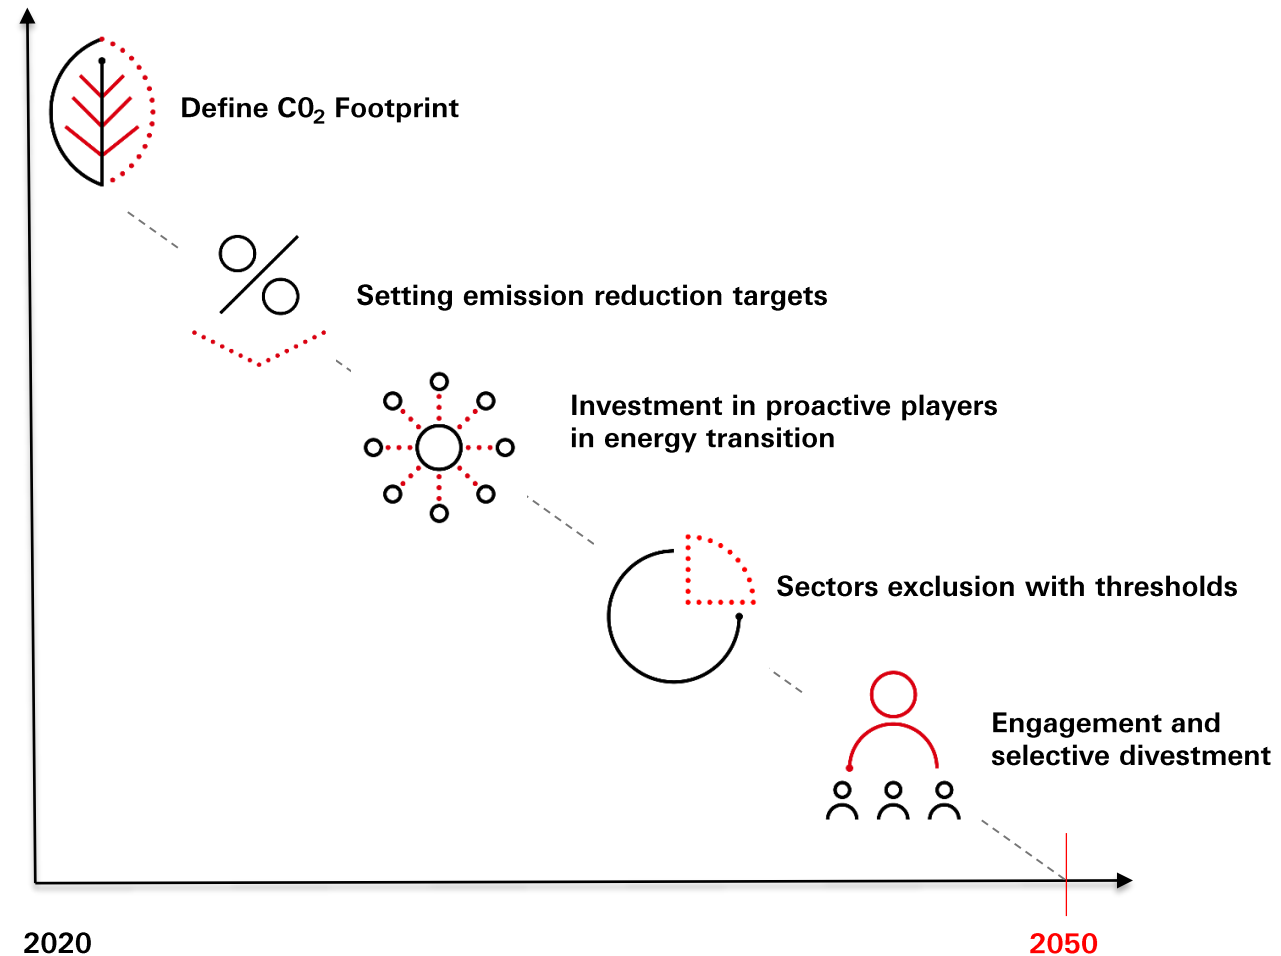 Define C0₂ Footprint
Setting emission reduction targets
Investment in proactive players
in energy transition
Sectors exclusion with thresholds
Engagement and
selective divestment
2020
2050